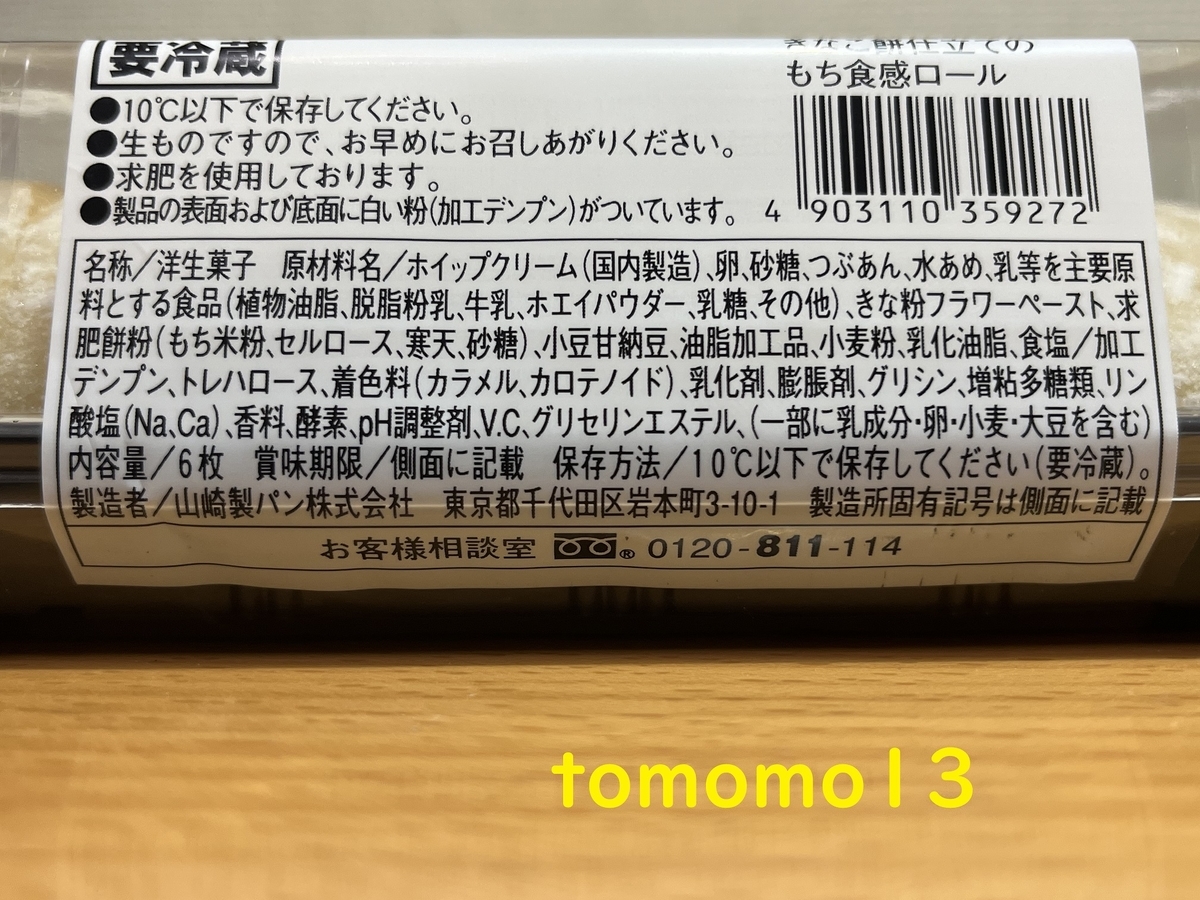 要冷蔵
きなこ餅仕立ての
もち食感ロール
●10℃以下で保存してください。
●生ものですので、お早めにお召しあがりください。
●求肥を使用しております。
●製品の表面および底面に白い粉(加工デンプン)がついています。
4 903110 359272
名称/洋生菓子 原材料名/ホイップクリーム(国内製造)、卵、砂糖、つぶあん、水あめ、乳等を主要原
料とする食品(植物油脂、脱脂粉乳、牛乳、ホエイパウダー、乳糖、その他)、きな粉フラワーペースト、求
肥餅粉(もち米粉、セルロース、寒天、砂糖)、小豆甘納豆、油脂加工品、小麦粉、乳化油脂、食塩/加工
デンプン、トレハロース、着色料(カラメル、カロテノイド)、乳化剤、膨脹剤、グリシン、増粘多糖類、リン
酸塩(Na、Ca)、香料、酵素、pH調整剤、V.C、グリセリンエステル、(一部に乳成分・卵・小麦・大豆を含む)
内容量/6枚 賞味期限/側面に記載 保存方法/10℃以下で保存してください(要冷蔵)。
製造者/山崎製パン株式会社 東京都千代田区岩本町3-10-1 製造所固有記号は側面に記載
お客様相談室 ® 0120-811-114
tomomo13